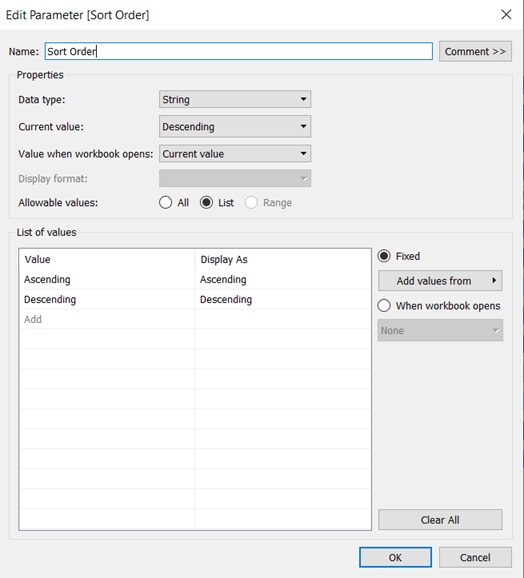 Edit Parameter [Sort Order]
Name: Sort Order Comment >>
Properties
Data type: String
Current value: Descending
Value when workbook opens: Current value
Display format:
Allowable values: All List Range
List of values
Value Display As
Ascending Ascending
Descending Descending
Add
Fixed
Add values from
When workbook opens
None
Clear All
OK Cancel